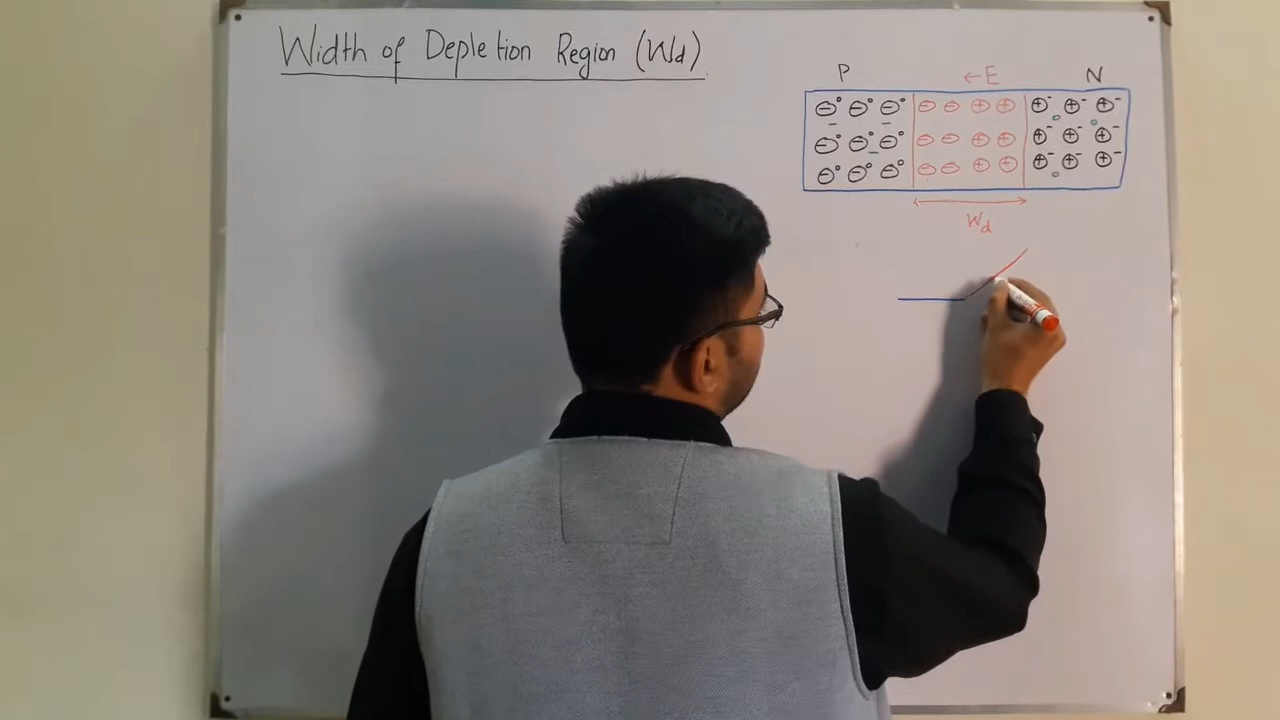 Width of Depletion Region (Wd)
P ←E N
Wd